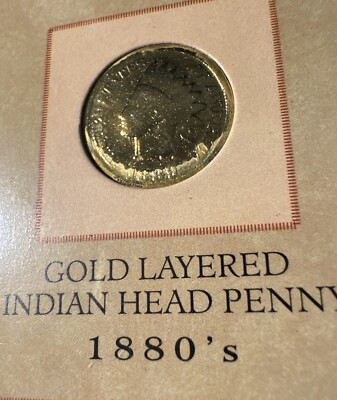 GOLD LAYERED
INDIAN HEAD PENNY
1880's